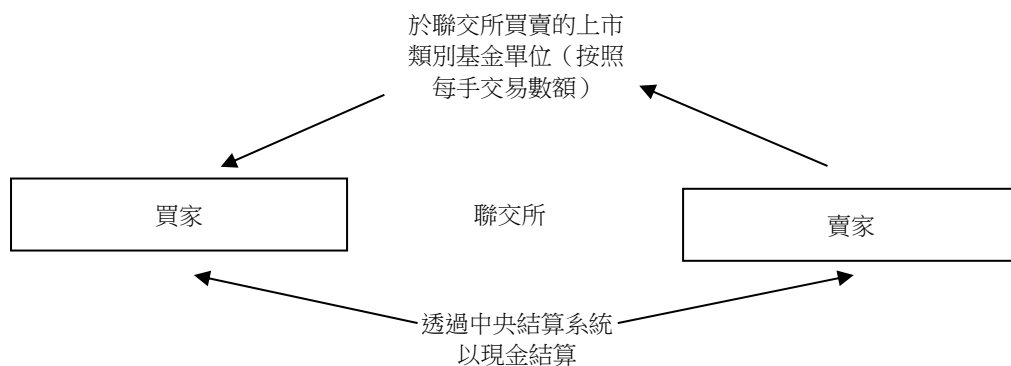 於聯交所買賣的上市
類別基金單位（按照
每手交易數額）
買家
聯交所
賣家
透過中央結算系統
以現金結算